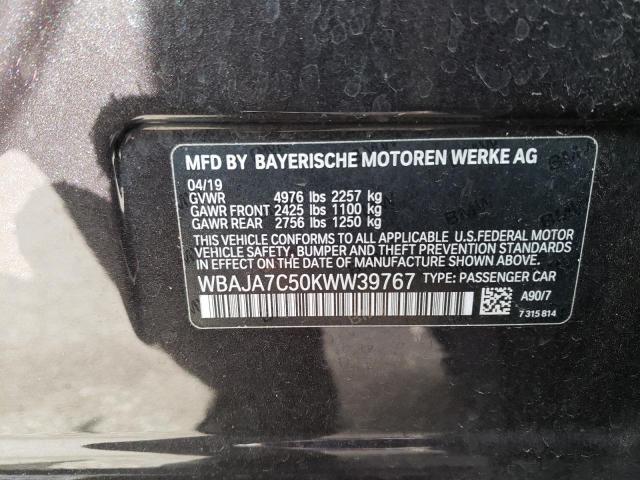 MFD BY BAYERISCHE MOTOREN WERKE AG
04/19
GVWR 4976 lbs 2257 kg
GAWR FRONT 2425 lbs 1100 kg
GAWR REAR 2756 lbs 1250 kg
THIS VEHICLE CONFORMS TO ALL APPLICABLE U.S.FEDERAL MOTOR
VEHICLE SAFETY, BUMPER AND THEFT PREVENTION STANDARDS
IN EFFECT ON THE DATE OF MANUFACTURE SHOWN ABOVE.
WBAJA7C50KWW39767 TYPE: PASSENGER CAR
A90/7
7 315 814